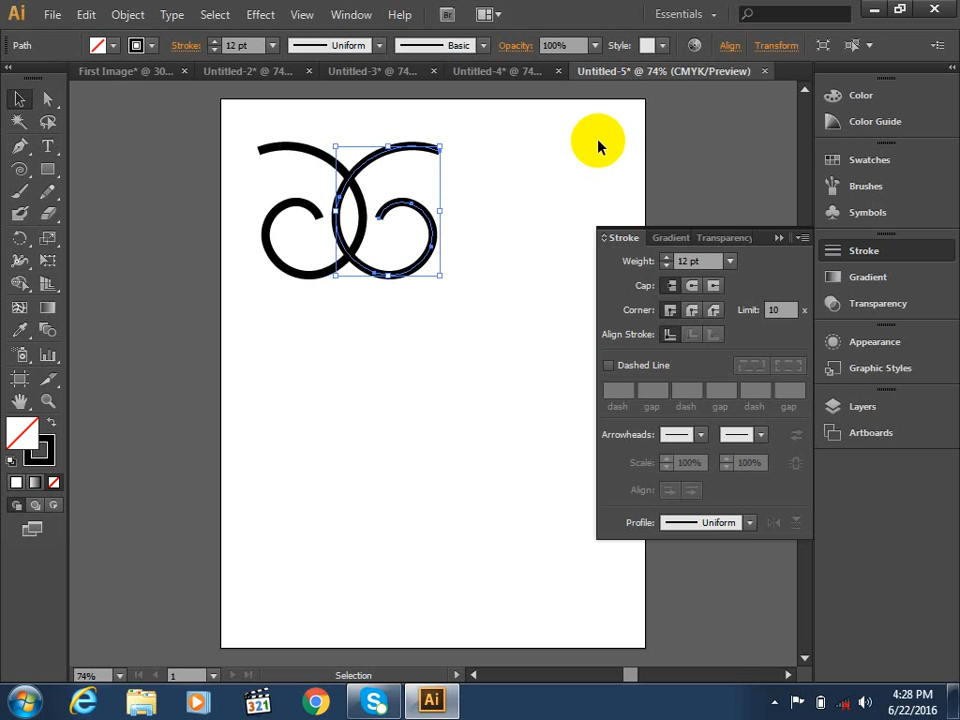 Ai File Edit Object Type Select Effect View Window Help Br Essentials
Path Stroke: 12 pt Uniform Basic Opacity: 100% Style: Align Transform
First Image* @ 30... × Untitled-2* @ 74... × Untitled-3* @ 74... × Untitled-4* @ 74... × Untitled-5* @ 74% (CMYK/Preview) ×
Color
Color Guide
Swatches
Brushes
Symbols
Stroke
Gradient
Transparency
Appearance
Graphic Styles
Layers
Artboards
Stroke Gradient Transparency
Weight: 12 pt
Cap:
Corner: Limit: 10 x
Align Stroke:
Dashed Line
dash gap dash gap dash gap
Arrowheads:
Scale: 100% 100%
Align:
Profile: Uniform
74% 1 Selection
321 Ai 4:28 PM
6/22/2016